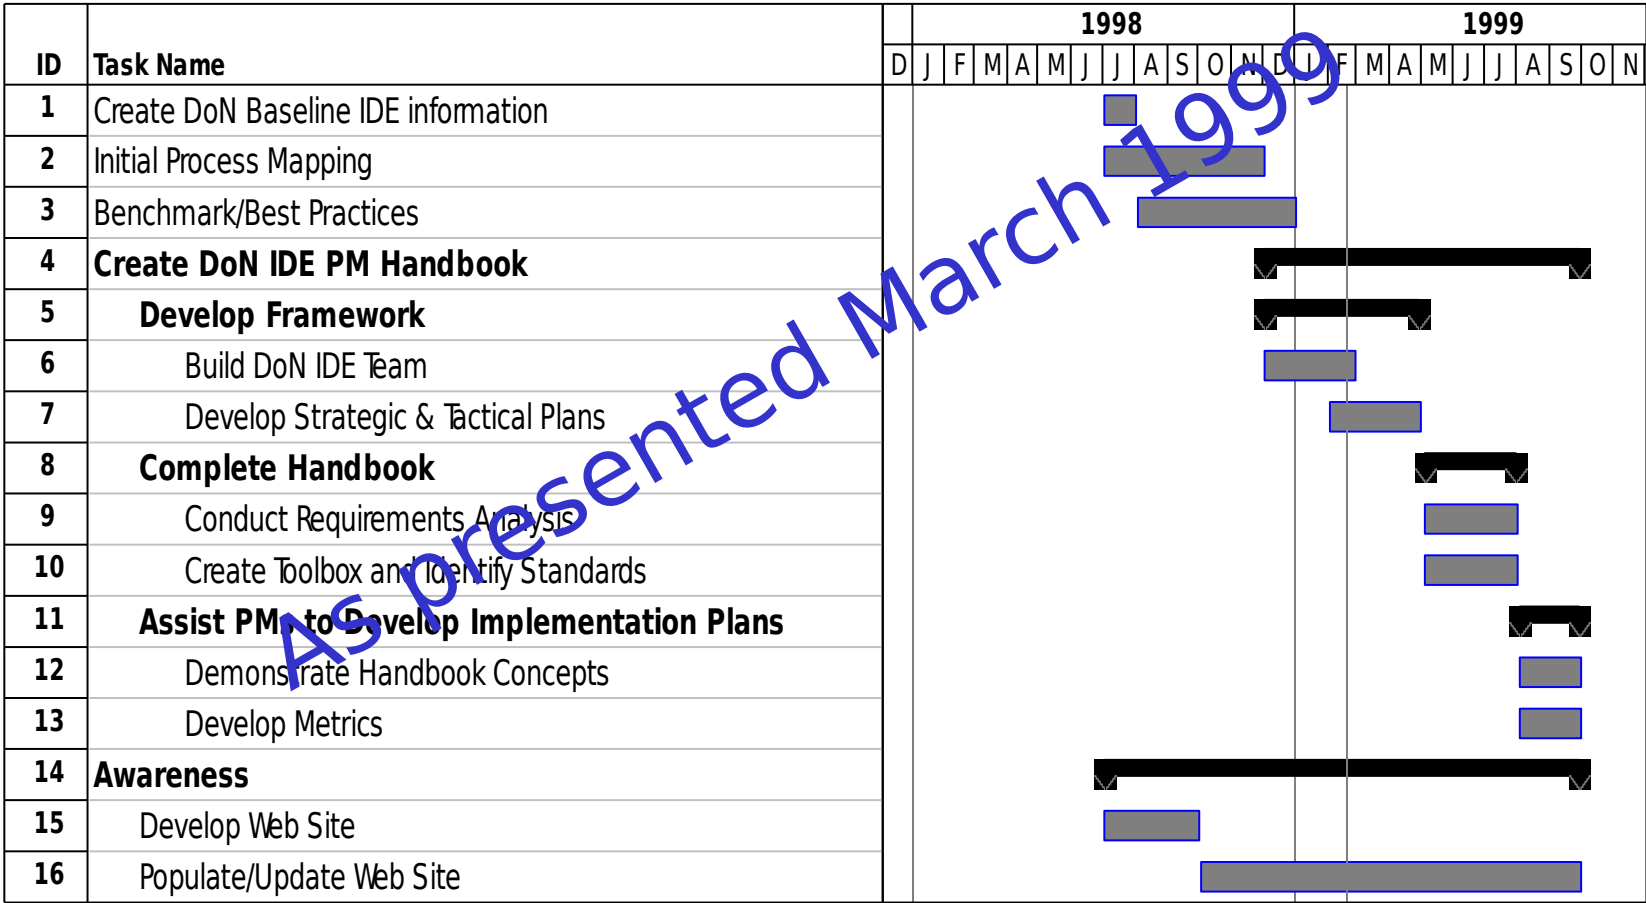 1998 1999
ID Task Name D J F M A M J J A S O N D J F M A M J J A S O N
1 Create DoN Baseline IDE information
2 Initial Process Mapping
3 Benchmark/Best Practices
4 Create DoN IDE PM Handbook
5 Develop Framework
6 Build DoN IDE Team
7 Develop Strategic & Tactical Plans
8 Complete Handbook
9 Conduct Requirements Analysis
10 Create Toolbox and Identify Standards
11 Assist PMs to Develop Implementation Plans
12 Demonstrate Handbook Concepts
13 Develop Metrics
14 Awareness
15 Develop Web Site
16 Populate/Update Web Site
As presented March 1999